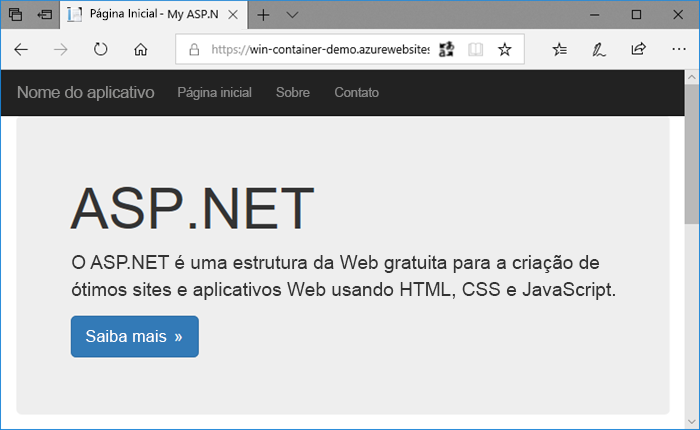 Página Inicial - My ASP.N
https://win-container-demo.azurewebsites
Nome do aplicativo Página inicial Sobre Contato
ASP.NET
O ASP.NET é uma estrutura da Web gratuita para a criação de
ótimos sites e aplicativos Web usando HTML, CSS e JavaScript.
Saiba mais »